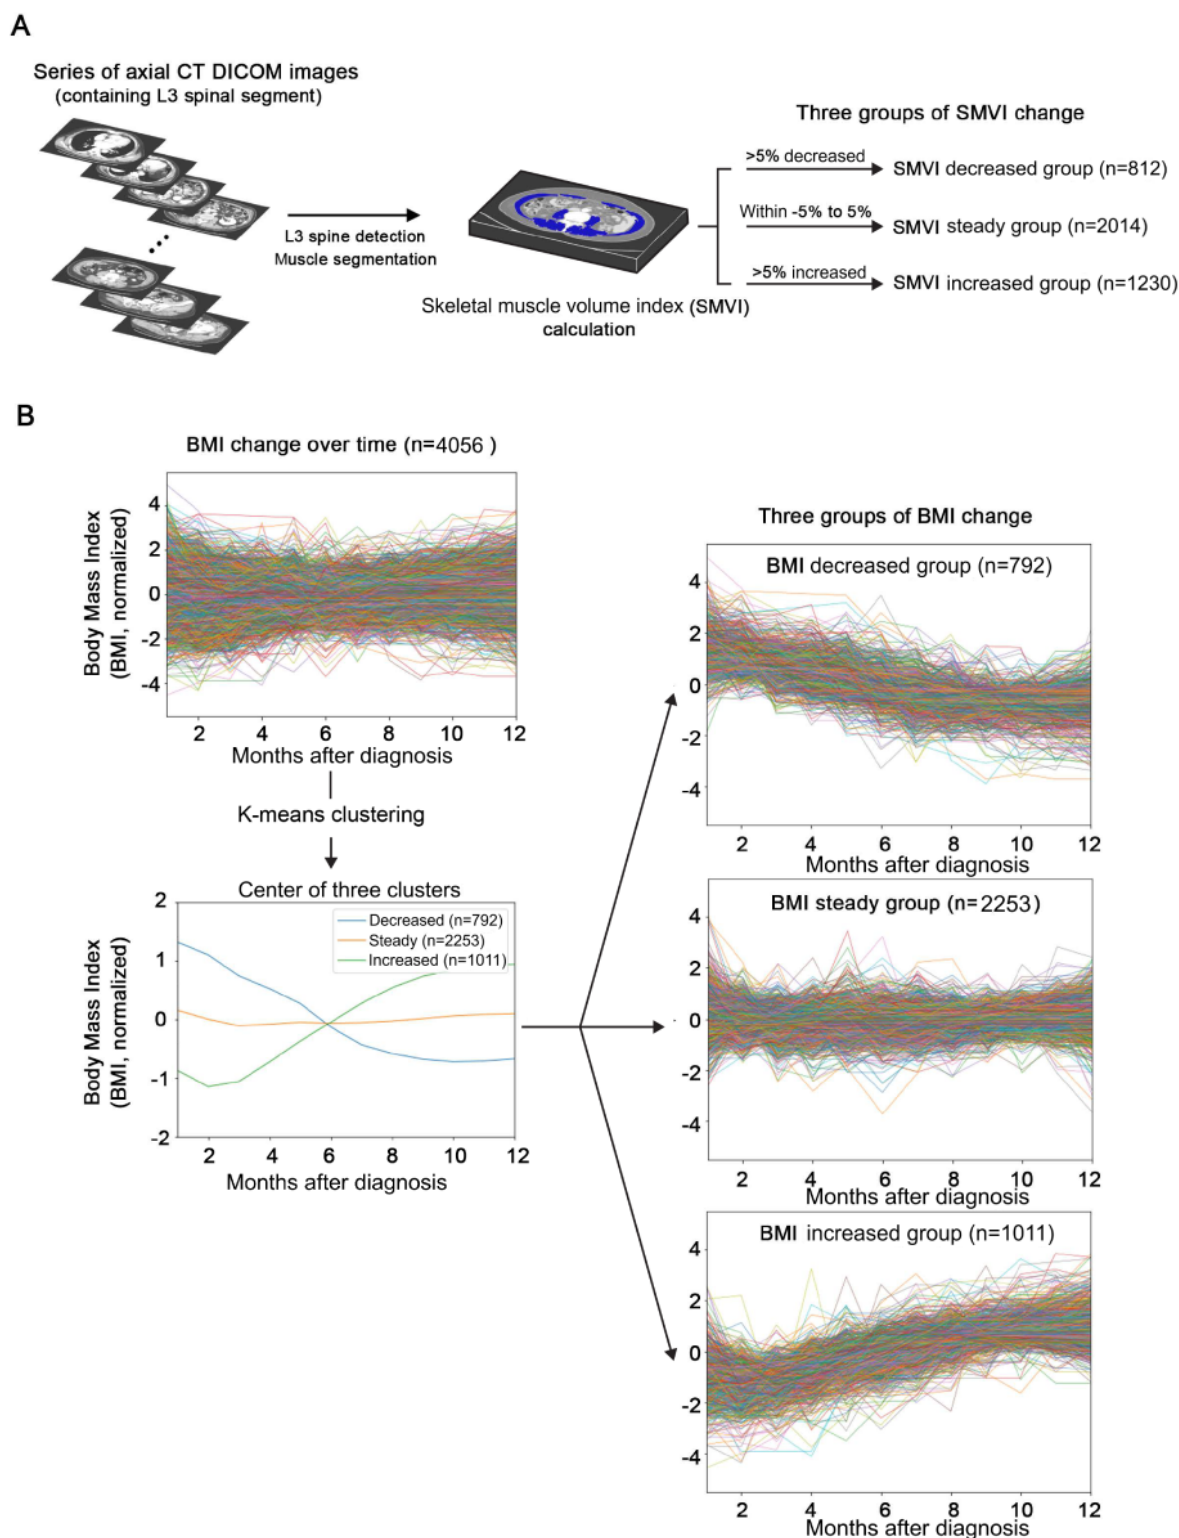 A
Series of axial CT DICOM images
(containing L3 spinal segment)
L3 spine detection
Muscle segmentation
Skeletal muscle volume index (SMVI)
calculation
Three groups of SMVI change
>5% decreased
SMVI decreased group (n=812)
Within -5% to 5%
SMVI steady group (n=2014)
>5% increased
SMVI increased group (n=1230)
B
BMI change over time (n=4056 )
Body Mass Index
(BMI, normalized)
4
2
0
-2
-4
2 4 6 8 10 12
Months after diagnosis
K-means clustering
Center of three clusters
Body Mass Index
(BMI, normalized)
2
1
0
-1
-2
Decreased (n=792)
Steady (n=2253)
Increased (n=1011)
2 4 6 8 10 12
Months after diagnosis
Three groups of BMI change
BMI decreased group (n=792)
4
2
0
-2
-4
2 4 6 8 10 12
Months after diagnosis
BMI steady group (n=2253)
4
2
0
-2
-4
2 4 6 8 10 12
Months after diagnosis
BMI increased group (n=1011)
4
2
0
-2
-4
2 4 6 8 10 12
Months after diagnosis